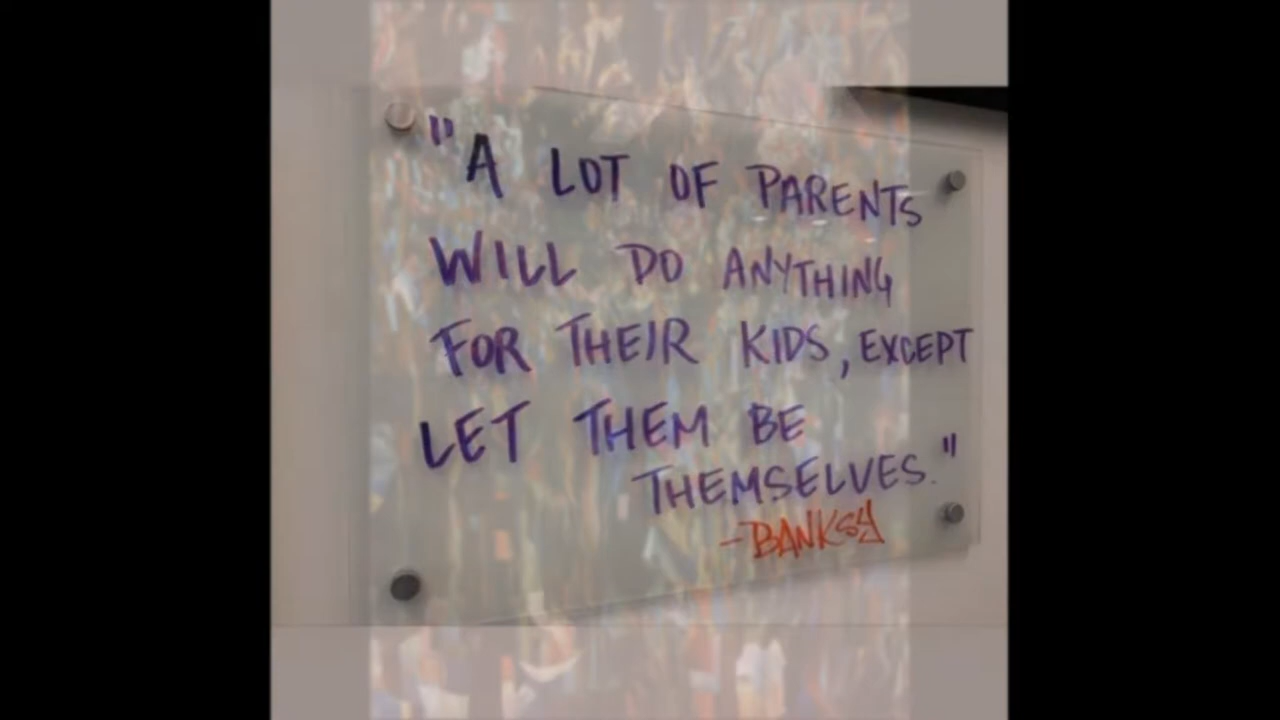 "A LOT OF PARENTS
WILL DO ANYTHING
FOR THEIR KIDS, EXCEPT
LET THEM BE
THEMSELVES."
-BANKSY